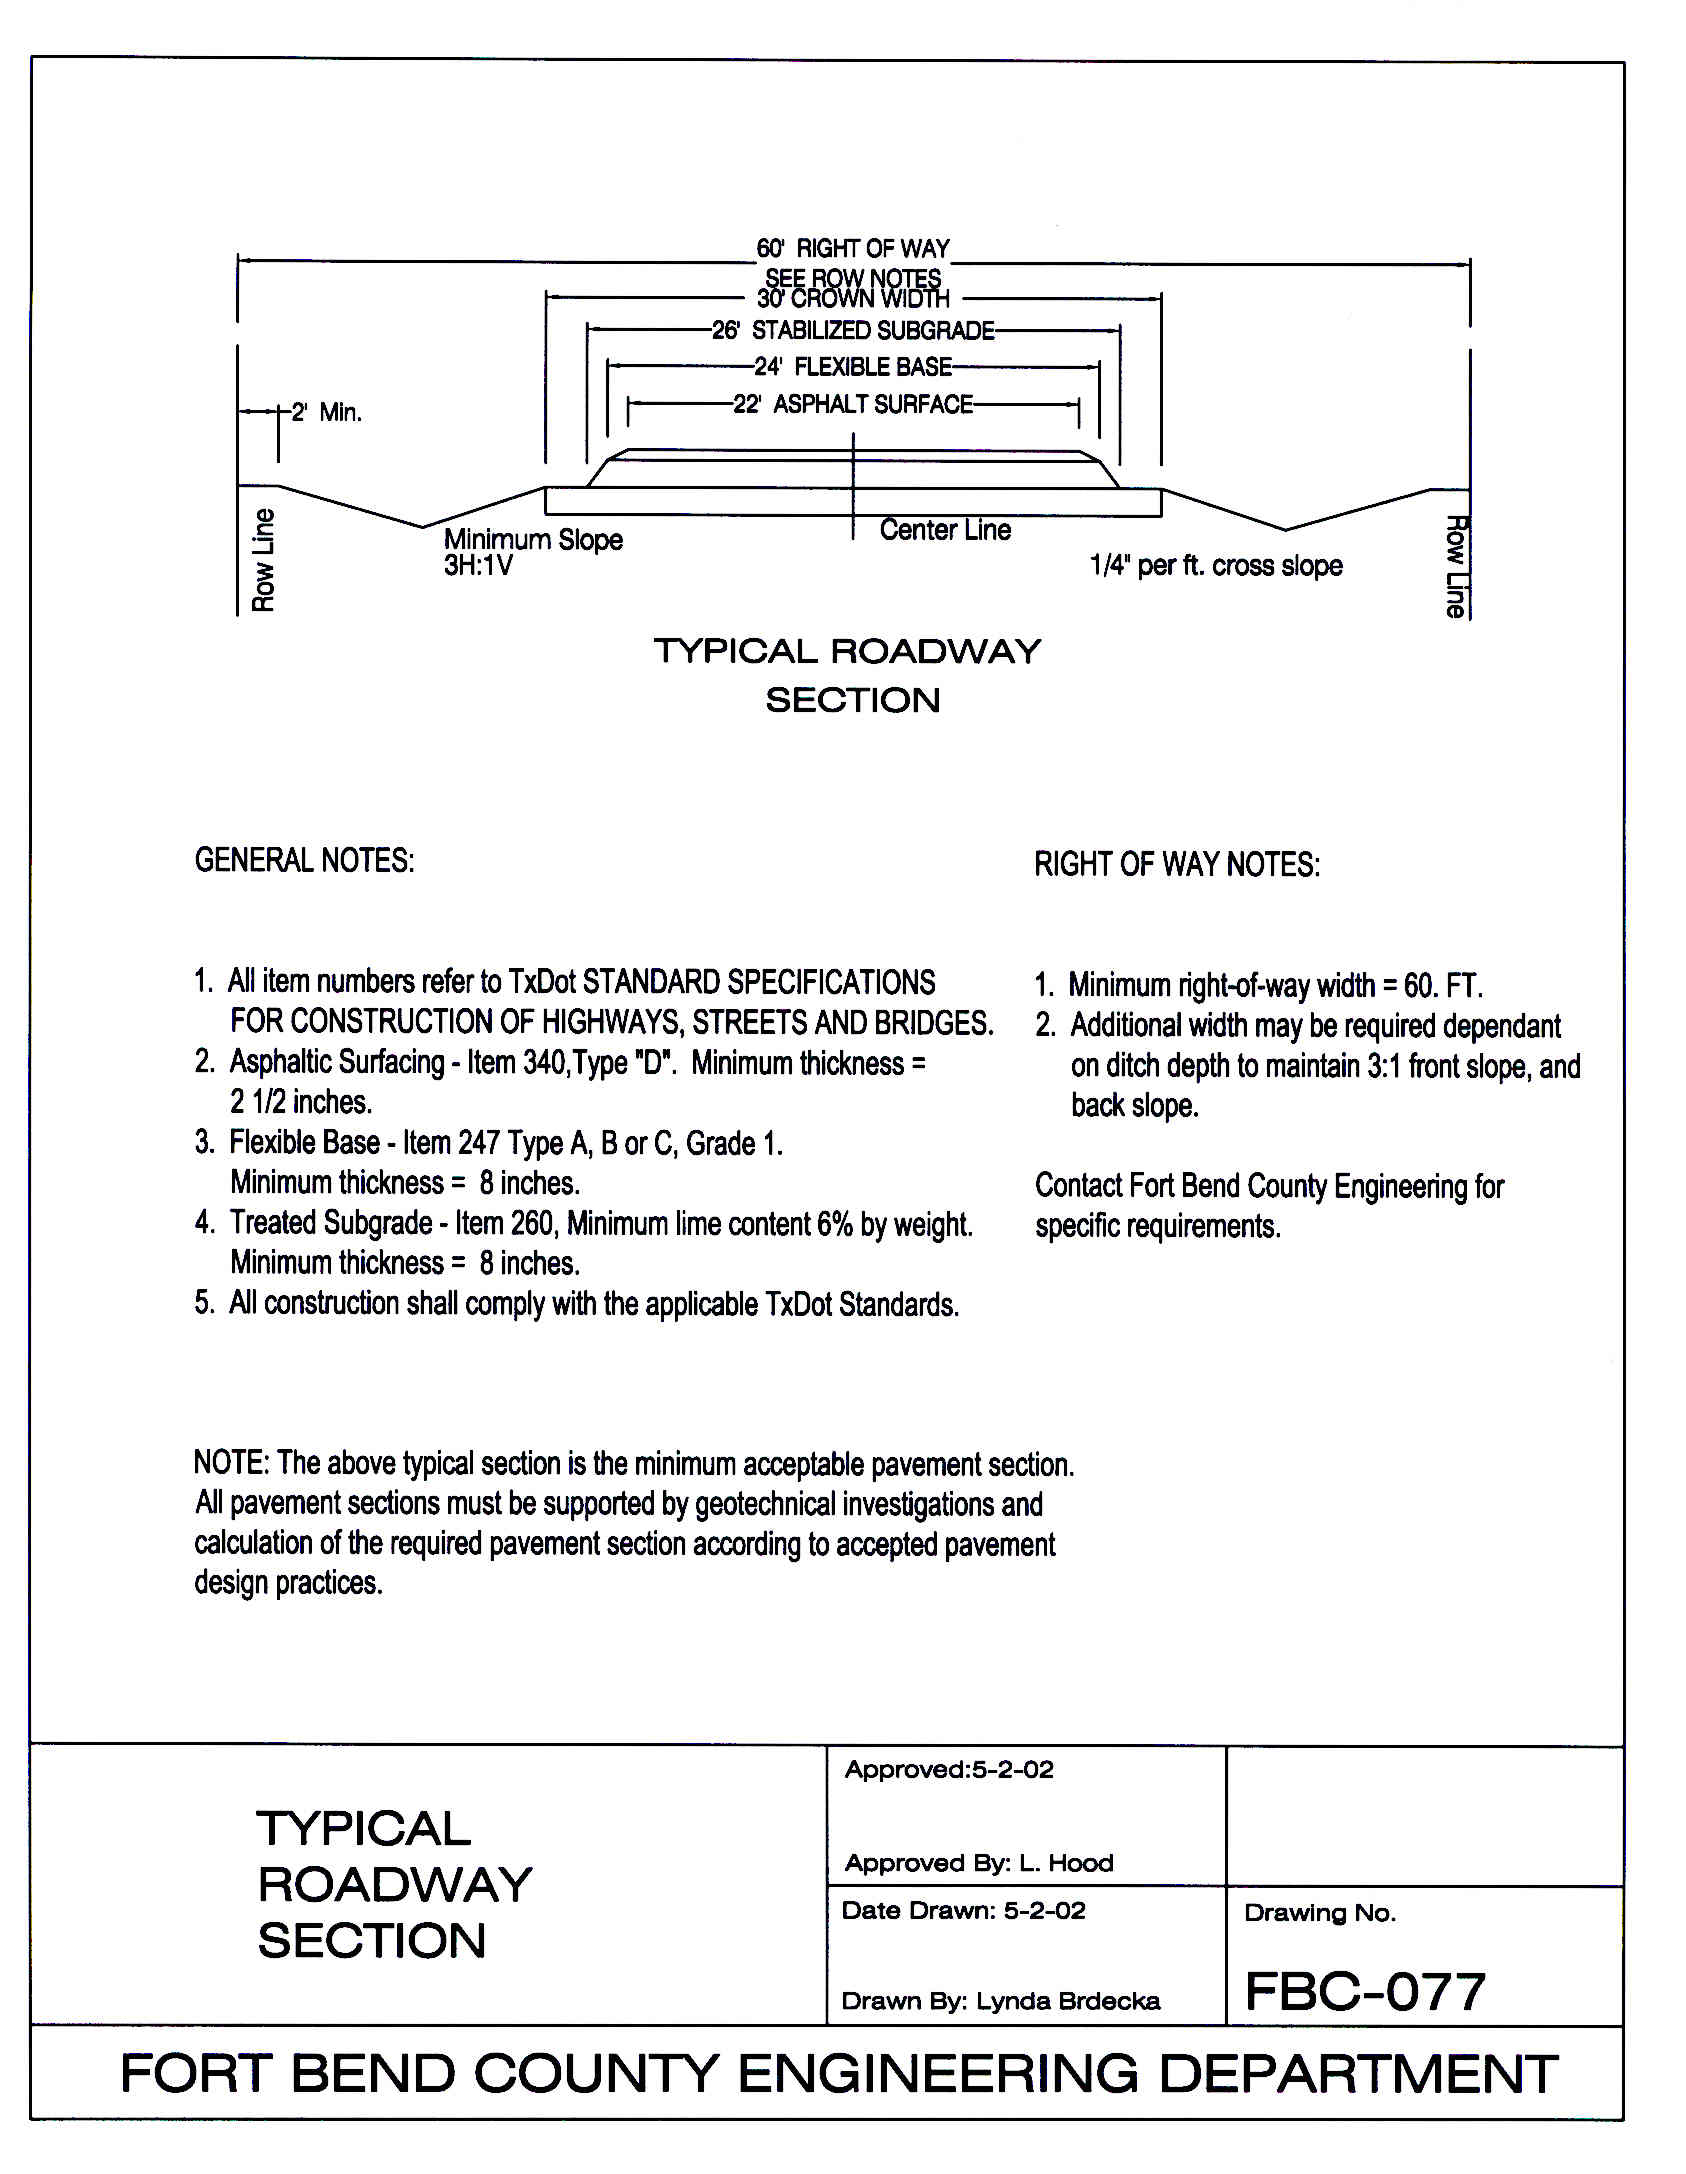 60' RIGHT OF WAY
SEE ROW NOTES
30' CROWN WIDTH
26' STABILIZED SUBGRADE
24' FLEXIBLE BASE
22' ASPHALT SURFACE
2' Min.
Row Line
Minimum Slope
3H:1V
Center Line
1/4" per ft. cross slope
Row Line
TYPICAL ROADWAY
SECTION
GENERAL NOTES:
1. All item numbers refer to TxDot STANDARD SPECIFICATIONS
FOR CONSTRUCTION OF HIGHWAYS, STREETS AND BRIDGES.
2. Asphaltic Surfacing - Item 340,Type "D". Minimum thickness =
2 1/2 inches.
3. Flexible Base - Item 247 Type A, B or C, Grade 1.
Minimum thickness = 8 inches.
4. Treated Subgrade - Item 260, Minimum lime content 6% by weight.
Minimum thickness = 8 inches.
5. All construction shall comply with the applicable TxDot Standards.
RIGHT OF WAY NOTES:
1. Minimum right-of-way width = 60. FT.
2. Additional width may be required dependant
on ditch depth to maintain 3:1 front slope, and
back slope.
Contact Fort Bend County Engineering for
specific requirements.
NOTE: The above typical section is the minimum acceptable pavement section.
All pavement sections must be supported by geotechnical investigations and
calculation of the required pavement section according to accepted pavement
design practices.
TYPICAL
ROADWAY
SECTION
Approved:5-2-02
Approved By: L. Hood
Date Drawn: 5-2-02
Drawn By: Lynda Brdecka
Drawing No.
FBC-077
FORT BEND COUNTY ENGINEERING DEPARTMENT